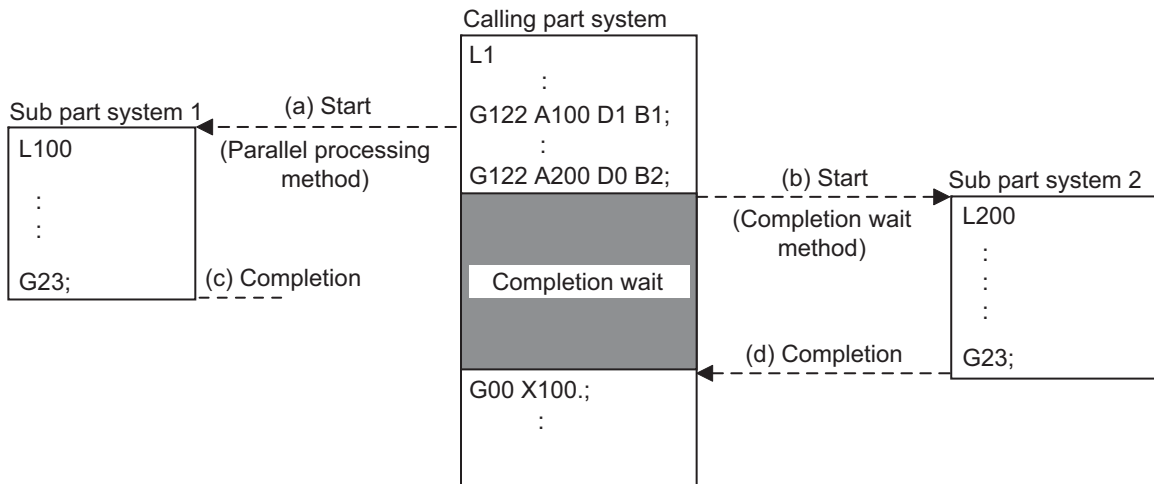 Calling part system
L1
:
G122 A100 D1 B1;
:
G122 A200 D0 B2;
Completion wait
G00 X100.;
:
Sub part system 1
L100
:
:
G23;
(a) Start
(Parallel processing
method)
(c) Completion
(b) Start
(Completion wait
method)
(d) Completion
Sub part system 2
L200
:
:
:
G23;